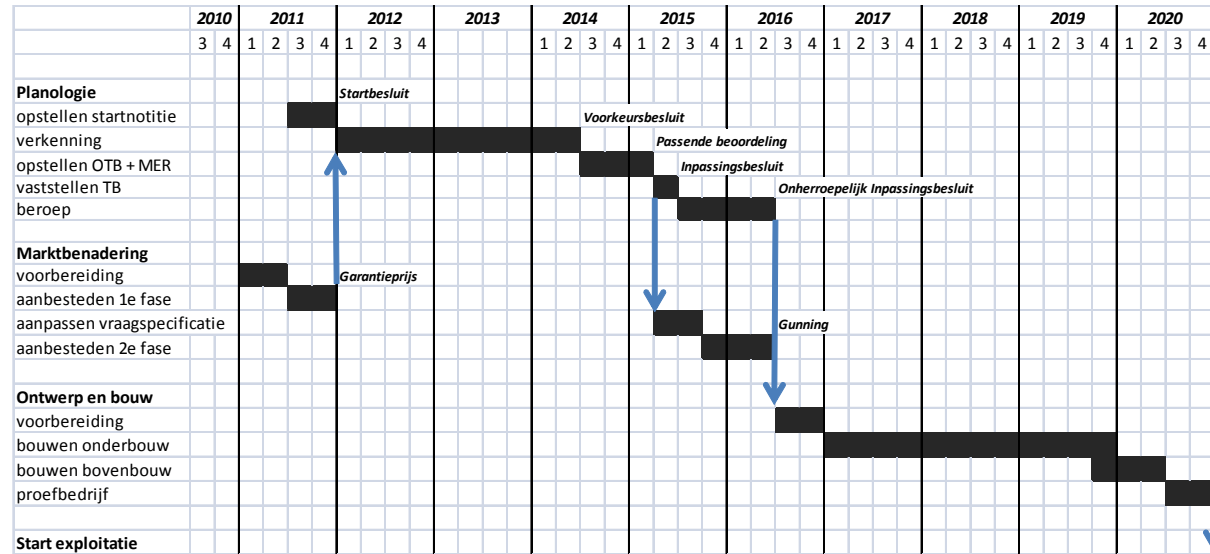 2010 2011 2012 2013 2014 2015 2016 2017 2018 2019 2020
3 4 1 2 3 4 1 2 3 4 1 2 3 4 1 2 3 4 1 2 3 4 1 2 3 4 1 2 3 4 1 2 3 4 1 2 3 4
Planologie Startbesluit
opstellen startnotitie Voorkeursbesluit
verkenning Passende beoordeling
opstellen OTB + MER Inpassingsbesluit
vaststellen TB Onherroepelijk Inpassingsbesluit
beroep
Marktbenadering
voorbereiding Garantieprijs
aanbesteden 1e fase
aanpassen vraagspecificatie Gunning
aanbesteden 2e fase
Ontwerp en bouw
voorbereiding
bouwen onderbouw
bouwen bovenbouw
proefbedrijf
Start exploitatie